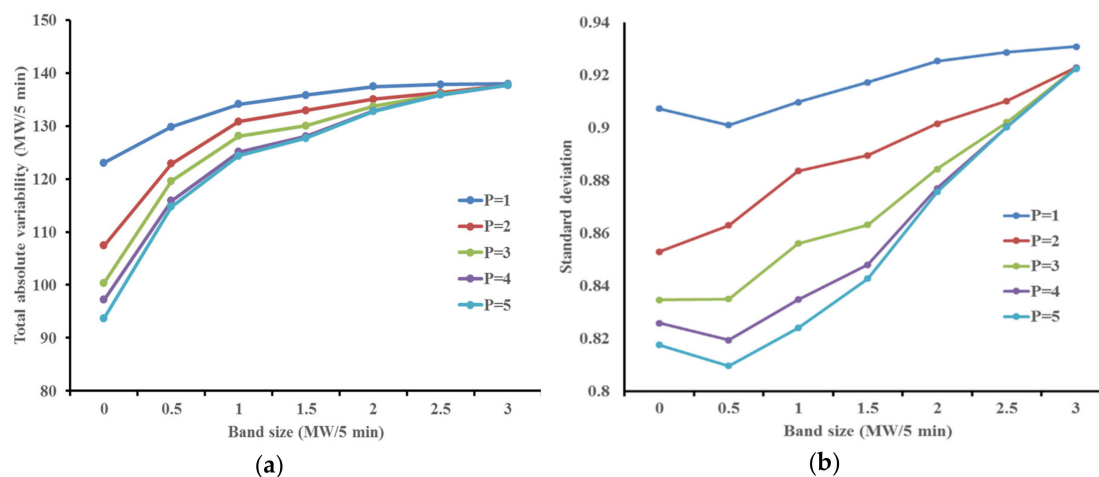 150
140
130
120
110
100
90
80
Total absolute variability (MW/5 min)
0 0.5 1 1.5 2 2.5 3
Band size (MW/5 min)
P=1
P=2
P=3
P=4
P=5
(a)
0.94
0.92
0.9
0.88
0.86
0.84
0.82
0.8
Standard deviation
0 0.5 1 1.5 2 2.5 3
Band size (MW/5 min)
P=1
P=2
P=3
P=4
P=5
(b)